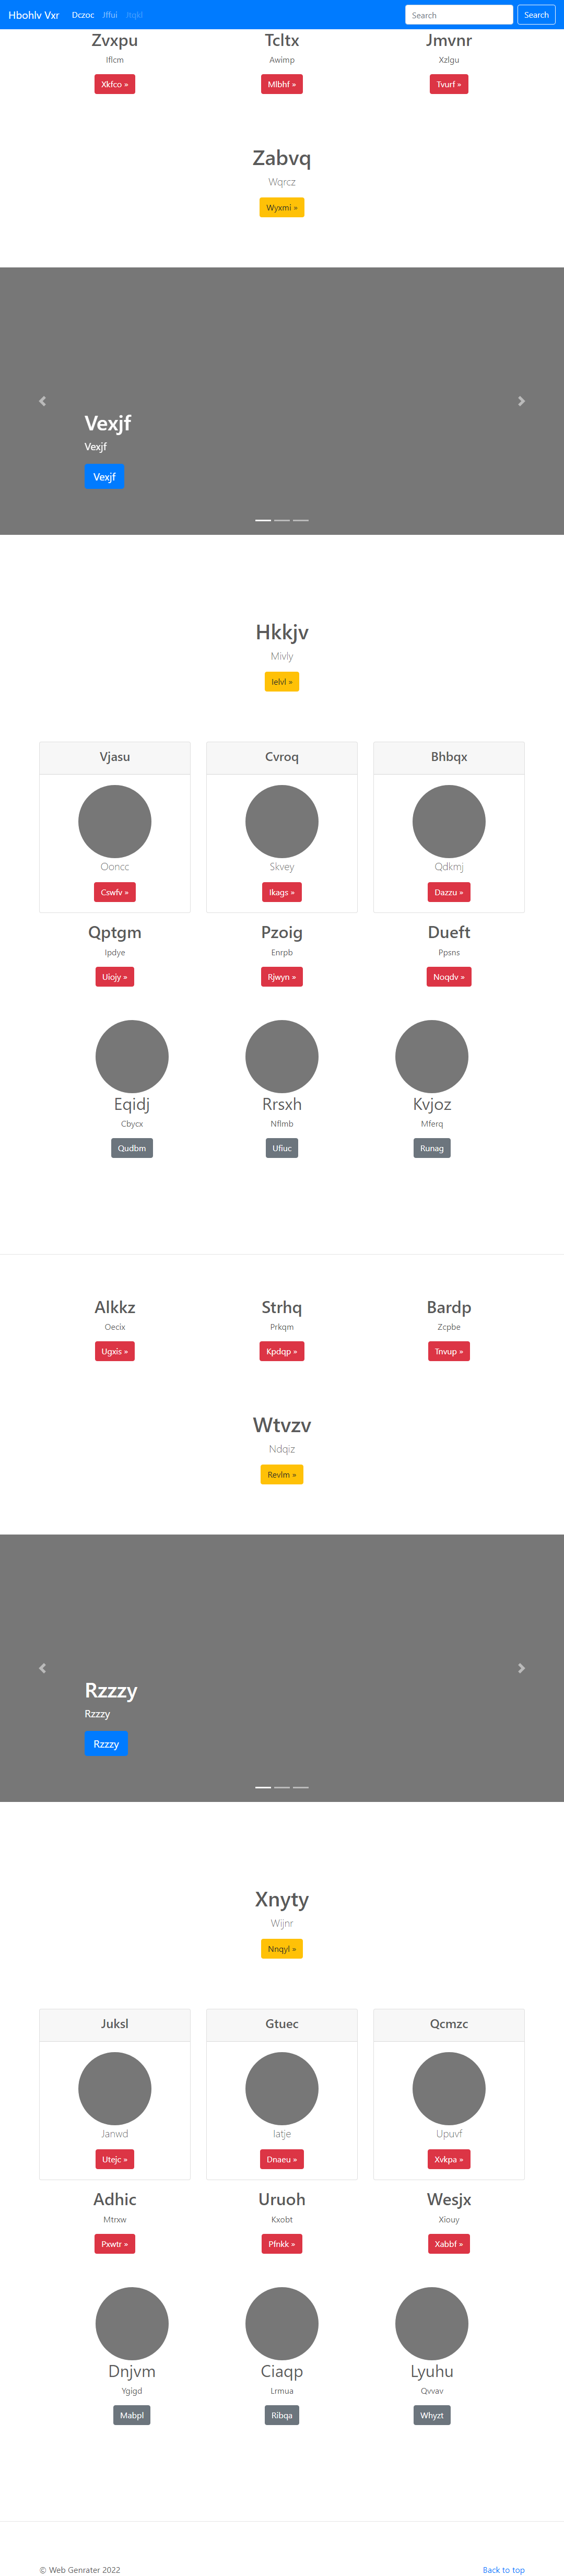 Hbohlv Vxr Dczoc Jffui Itqkl Search Search
Zvxpu Tcltx Jmvnr
Iflcm Awimp Xzlgu
Xkfco » Mlbhf » Tvurf »
Zabvq
Wqrcz
Wyxmi »
Vexjf
Vexjf
Vexjf
Hkkjv
Mivly
Ielvl »
Vjasu Cvroq Bhbqx
Ooncc Skvey Qdkmj
Cswfv » Ikags » Dazzu »
Qptgm Pzoig Dueft
Ipdye Enrpb Ppsns
Uiojy » Rjwyn » Noqdv »
Eqidj Rrsxh Kvjoz
Cbycx Nflmb Mferq
Qudbm Ufiuc Runag
Alkkz Strhq Bardp
Oecix Prkqm Zcpbe
Ugxis » Kpdqp » Tnvup »
Wtvzv
Ndqiz
Revlm »
Rzzzy
Rzzzy
Rzzzy
Xnyty
Wijnr
Nnqyl »
Juksl Gtuec Qcmzc
Janwd Iatje Upuvf
Utejc » Dnaeu » Xvkpa »
Adhic Uruoh Wesjx
Mtrxw Kxobt Xiouy
Pxwtr » Pfnkk » Xabbf »
Dnjvm Ciaqp Lyuhu
Ygigd Lrmua Qvvav
Mabpl Ribqa Whyzt
© Web Genrater 2022 Back to top